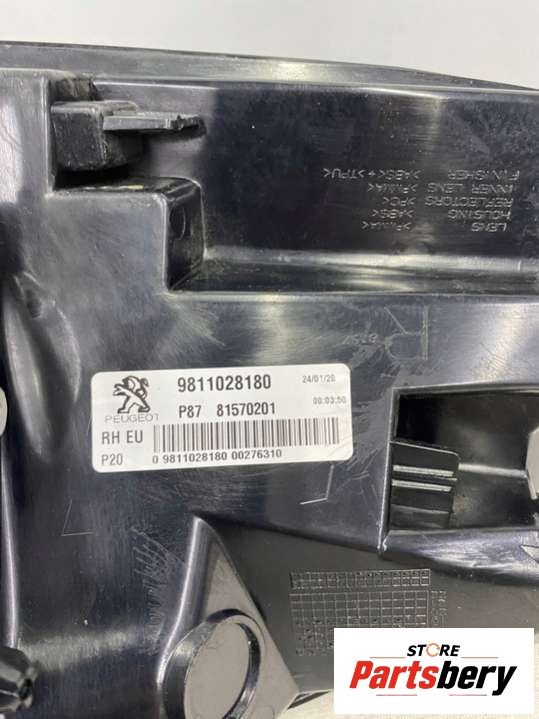 LENS >PMMA<
HOUSING >ABS<
REFLECTORS >PC<
INNER LENS >PMMA<
FINISHER >ABS< + >TPU<
R
PEUGEOT
9811028180
24/01/20
P87 81570201
00:03:50
RH EU
P20
0 9811028180 00276310
STORE
Partsbery